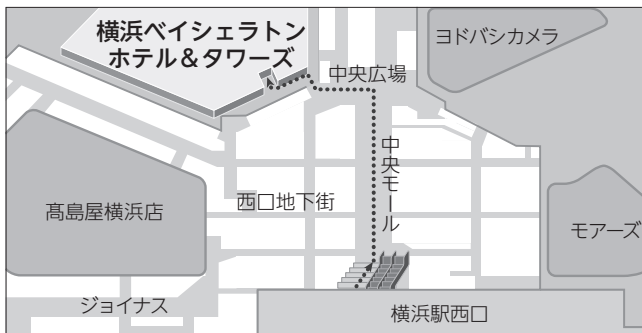 横浜ベイシェラトン
ホテル＆タワーズ
ヨドバシカメラ
中央広場
中央モール
西口地下街
髙島屋横浜店
モアーズ
ジョイナス
横浜駅西口